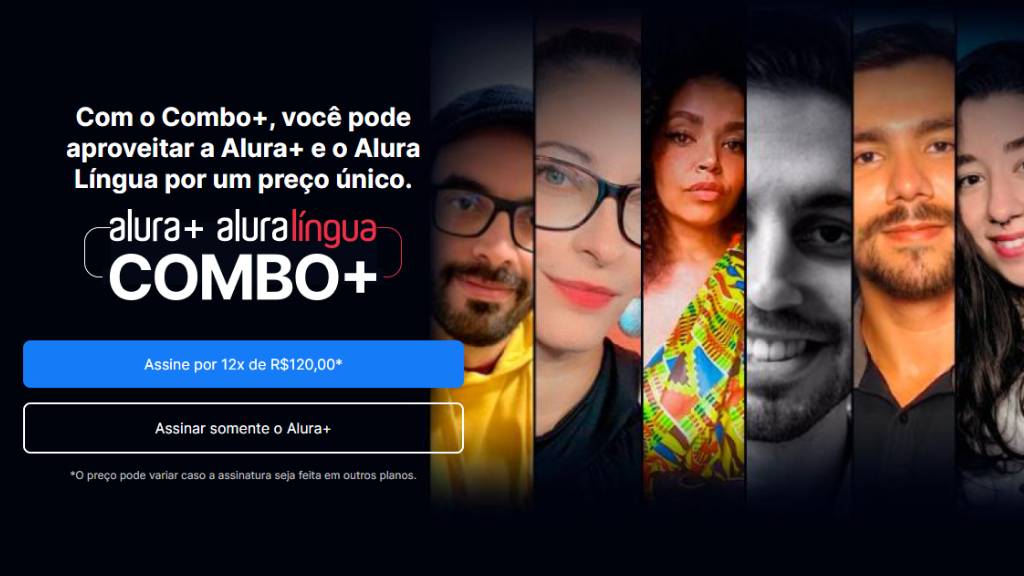 Com o Combo+, você pode
aproveitar a Alura+ e o Alura
Língua por um preço único.
alura+ aluralíngua
COMBO+
Assine por 12x de R$120,00*
Assinar somente o Alura+
*O preço pode variar caso a assinatura seja feita em outros planos.